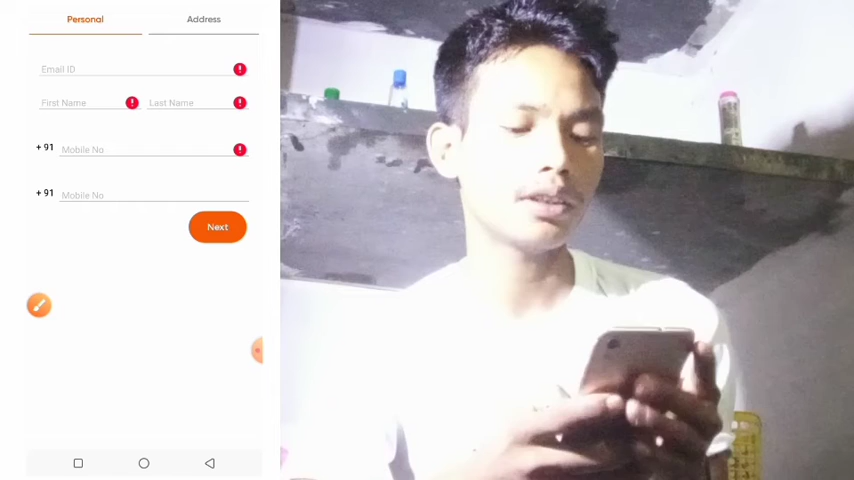 Personal Address
Email ID
First Name Last Name
+ 91 Mobile No
+ 91 Mobile No
Next